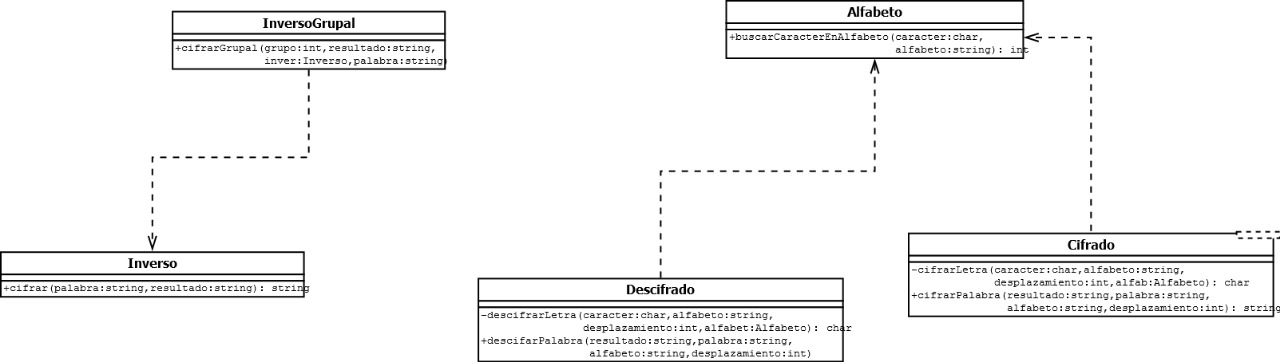 InversoGrupal
+cifrarGrupal(grupo:int,resultado:string,
inver:Inverso,palabra:string)
Alfabeto
+buscarCaracterEnAlfabeto(caracter:char,
alfabeto:string): int
Inverso
+cifrar(palabra:string,resultado:string): string
Descifrado
-descifrarLetra(caracter:char,alfabeto:string,
desplazamiento:int,alfabet:Alfabeto): char
+descifarPalabra(resultado:string,palabra:string,
alfabeto:string,desplazamiento:int)
Cifrado
-cifrarLetra(caracter:char,alfabeto:string,
desplazamiento:int,alfab:Alfabeto): char
+cifrarPalabra(resultado:string,palabra:string,
alfabeto:string,desplazamiento:int): string